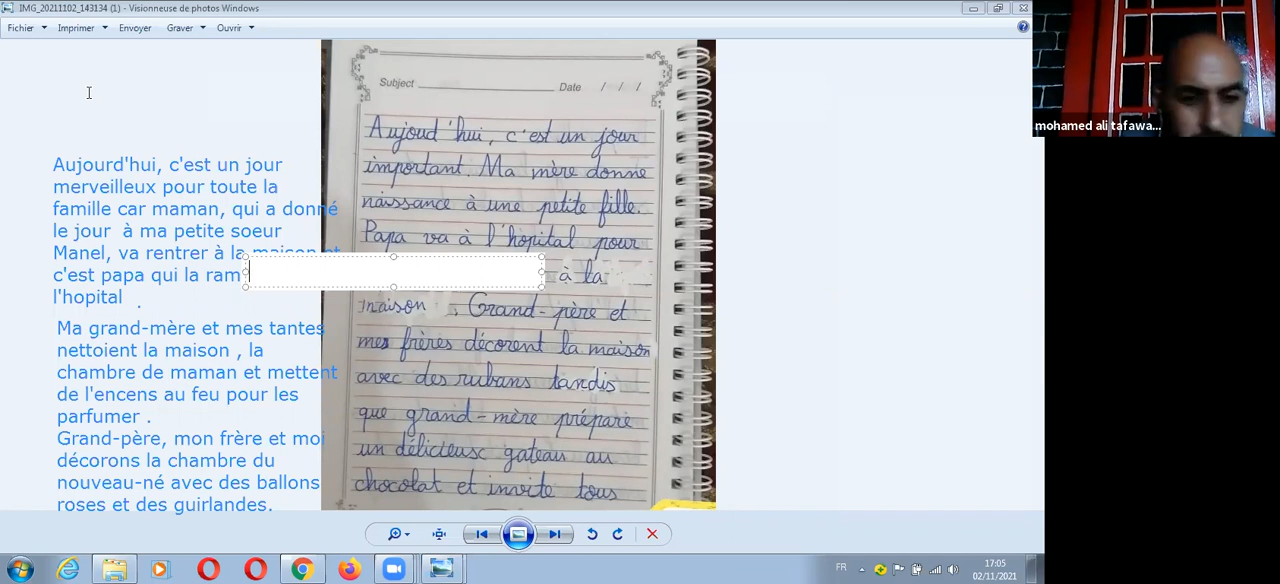 IMG_20211102_143134 (1) - Visionneuse de photos Windows
Fichier Imprimer Envoyer Graver Ouvrir
mohamed ali tafawa...
Aujourd'hui, c'est un jour
merveilleux pour toute la
famille car maman, qui a donné
le jour à ma petite soeur
Manel, va rentrer à la maison et
c'est papa qui la ram
l'hopital .
Ma grand-mère et mes tantes
nettoient la maison , la
chambre de maman et mettent
de l'encens au feu pour les
parfumer .
Grand-père, mon frère et moi
décorons la chambre du
nouveau-né avec des ballons
roses et des guirlandes.
Subject Date / / /
Aujoud'hui, c'est un jour
important. Ma mère donne
naissance à une petite fille.
Papa va à l'hôpital pour
à la
maison . Grand-père et
mes frères décorent la maison
avec des rubans tandis
que grand-mère prépare
un délicieux gateau au
chocolat et invite tous
FR 17:05
02/11/2021